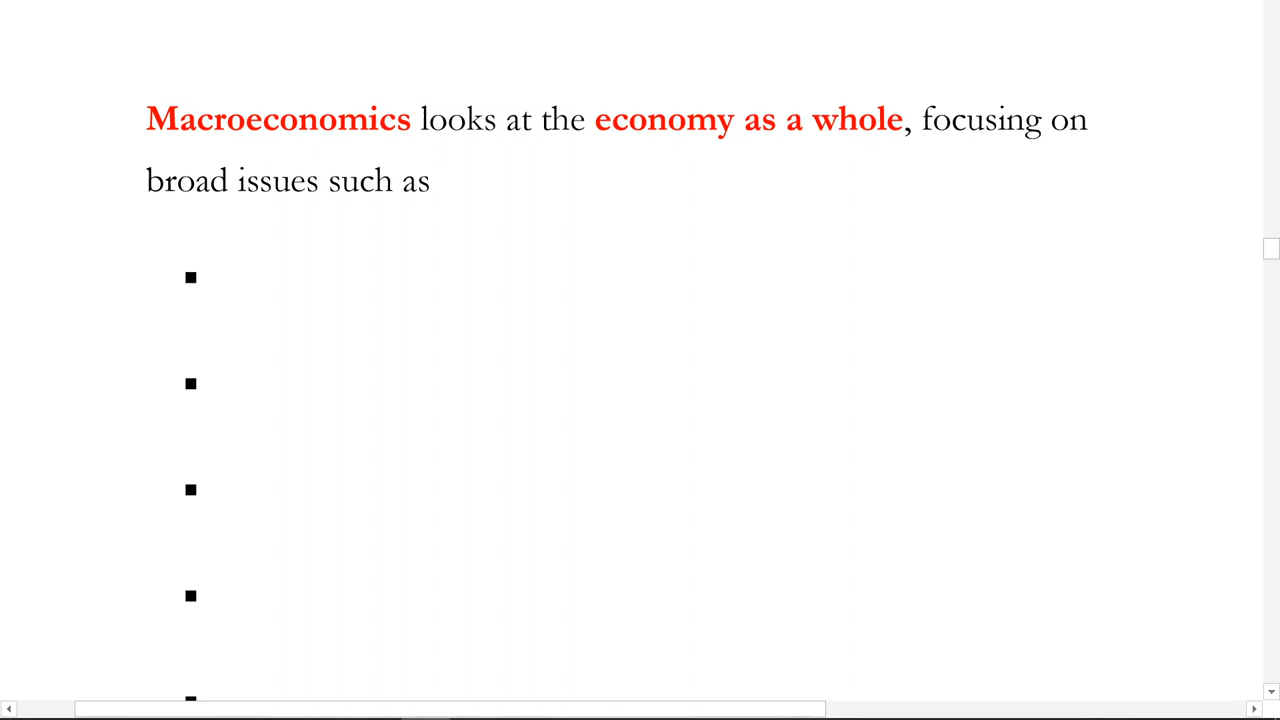 Macroeconomics looks at the economy as a whole, focusing on
broad issues such as